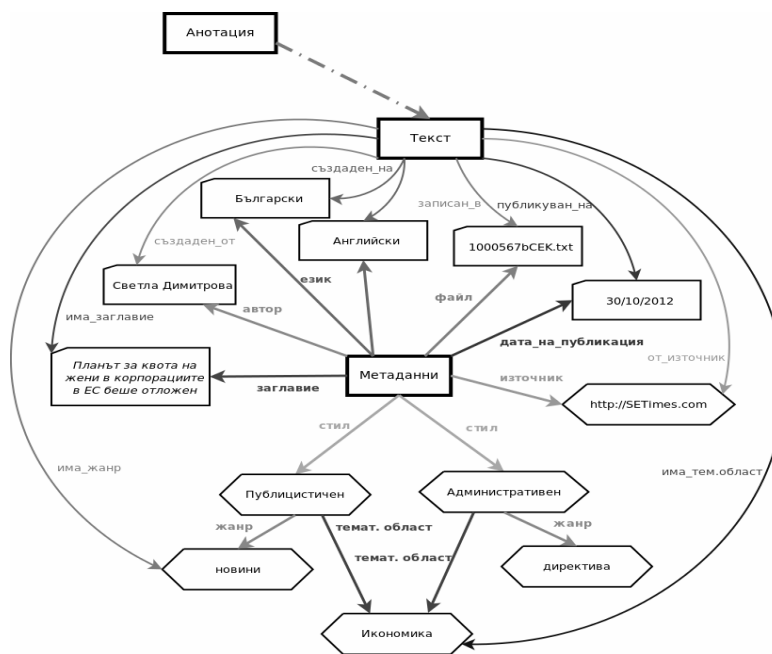 Анотация
Текст
създаден_на
Български
записан_в
публикуван_на
създаден_от
Английски
1000567bCEK.txt
Светла Димитрова
език
автор
файл
30/10/2012
има_заглавие
дата_на_публикация
Планът за квота на
жени в корпорациите
в ЕС беше отложен
заглавие
Метаданни
източник
от_източник
http://SETimes.com
стил
стил
има_жанр
има_тем.област
Публицистичен
Административен
жанр
темат. област
жанр
темат. област
новини
директива
Икономика